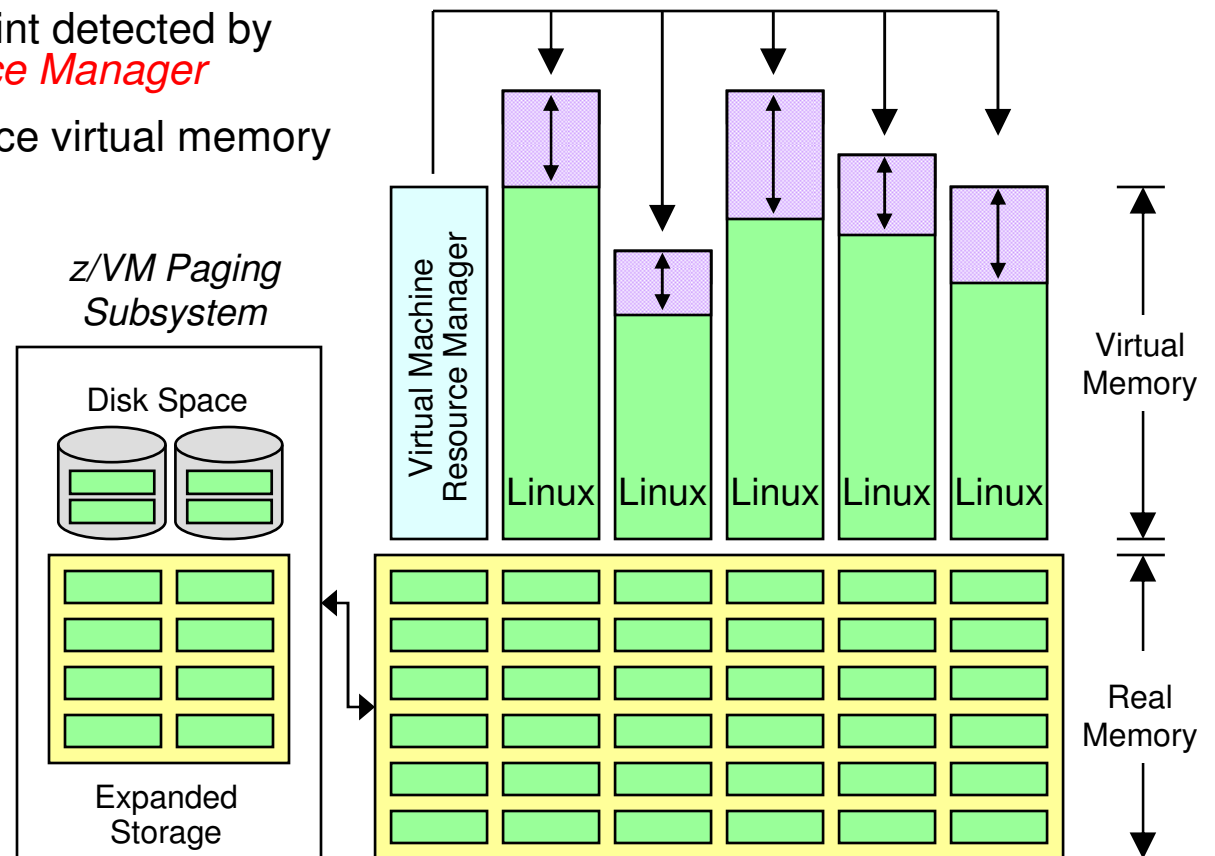 int detected by
ce Manager
ce virtual memory
z/VM Paging
Subsystem
Disk Space
Expanded
Storage
Virtual Machine
Resource Manager
Linux
Linux
Linux
Linux
Linux
Virtual
Memory
Real
Memory